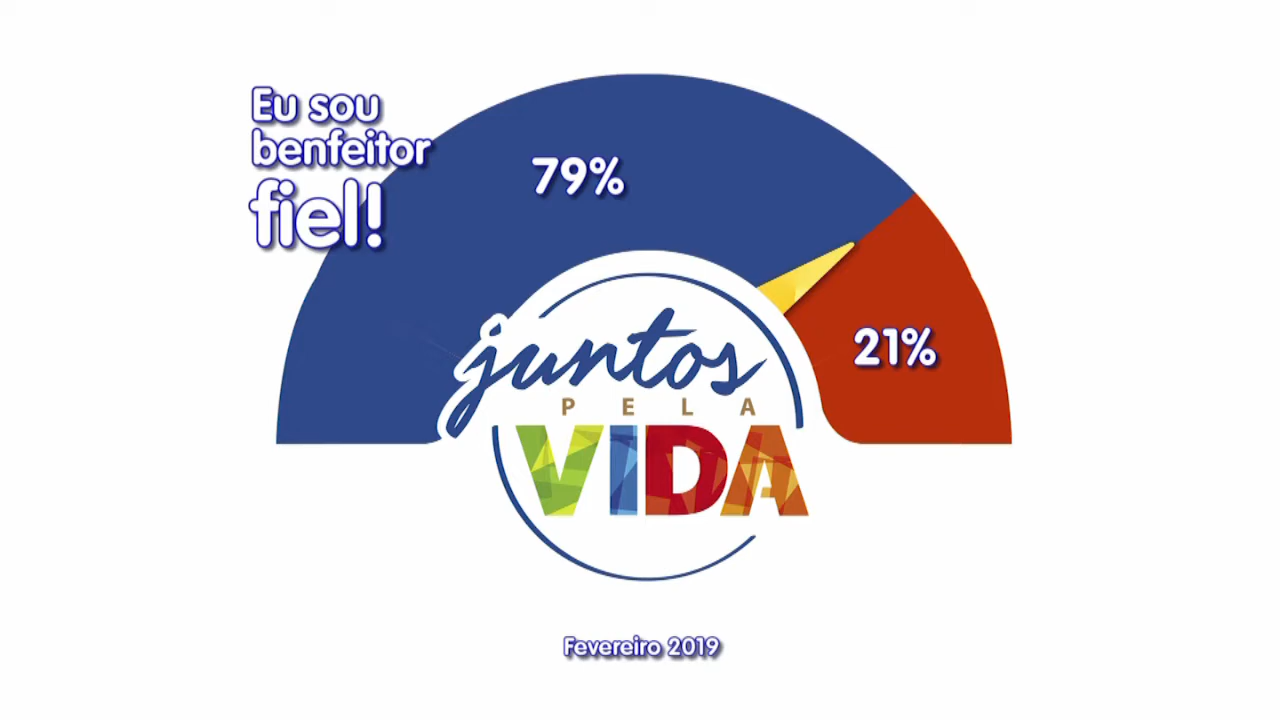 Eu sou
benfeitor
fiel!
79%
21%
juntos
PELA
VIDA
Fevereiro 2019